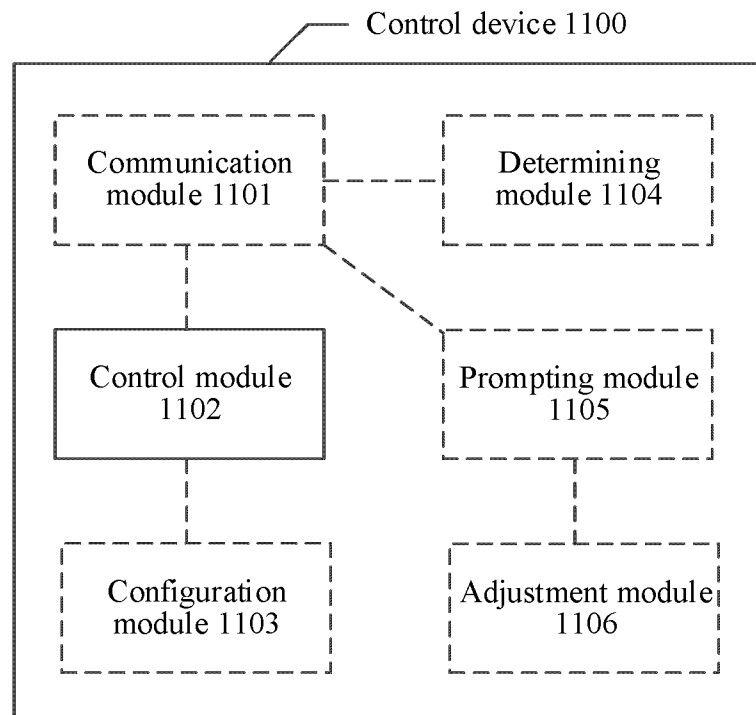 Control device 1100
Communication
module 1101
Determining
module 1104
Control module
1102
Prompting module
1105
Configuration
module 1103
Adjustment module
1106